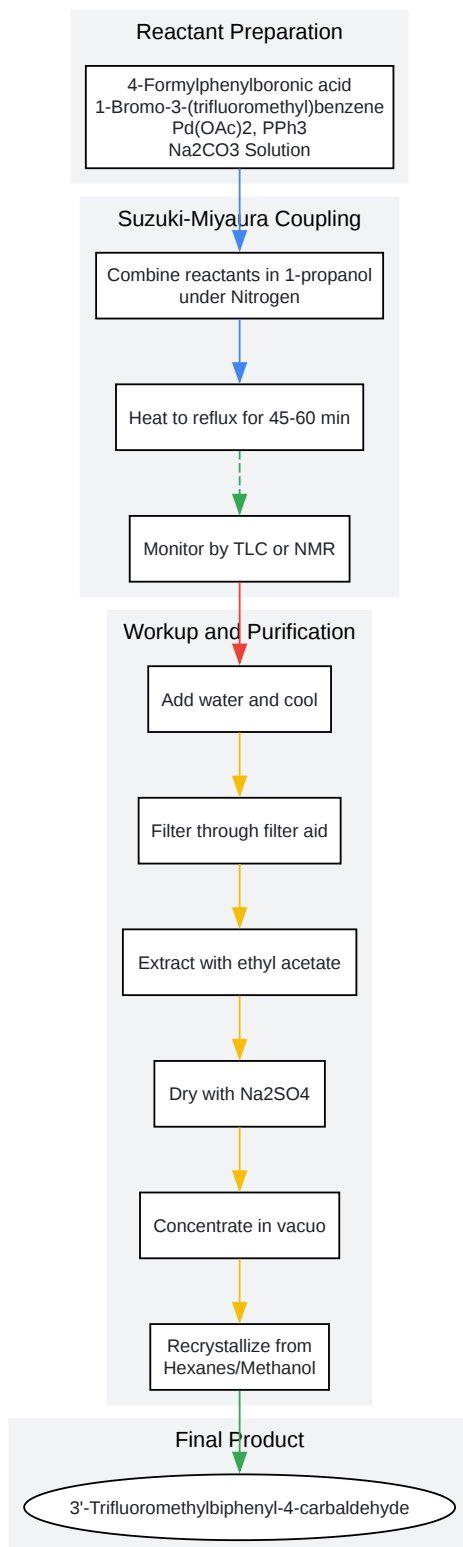 Reactant Preparation
4-Formylphenylboronic acid
1-Bromo-3-(trifluoromethyl)benzene
Pd(OAc)2, PPh3
Na2CO3 Solution
Suzuki-Miyaura Coupling
Combine reactants in 1-propanol
under Nitrogen
Heat to reflux for 45-60 min
Monitor by TLC or NMR
Workup and Purification
Add water and cool
Filter through filter aid
Extract with ethyl acetate
Dry with Na2SO4
Concentrate in vacuo
Recrystallize from
Hexanes/Methanol
Final Product
3'-Trifluoromethylbiphenyl-4-carbaldehyde